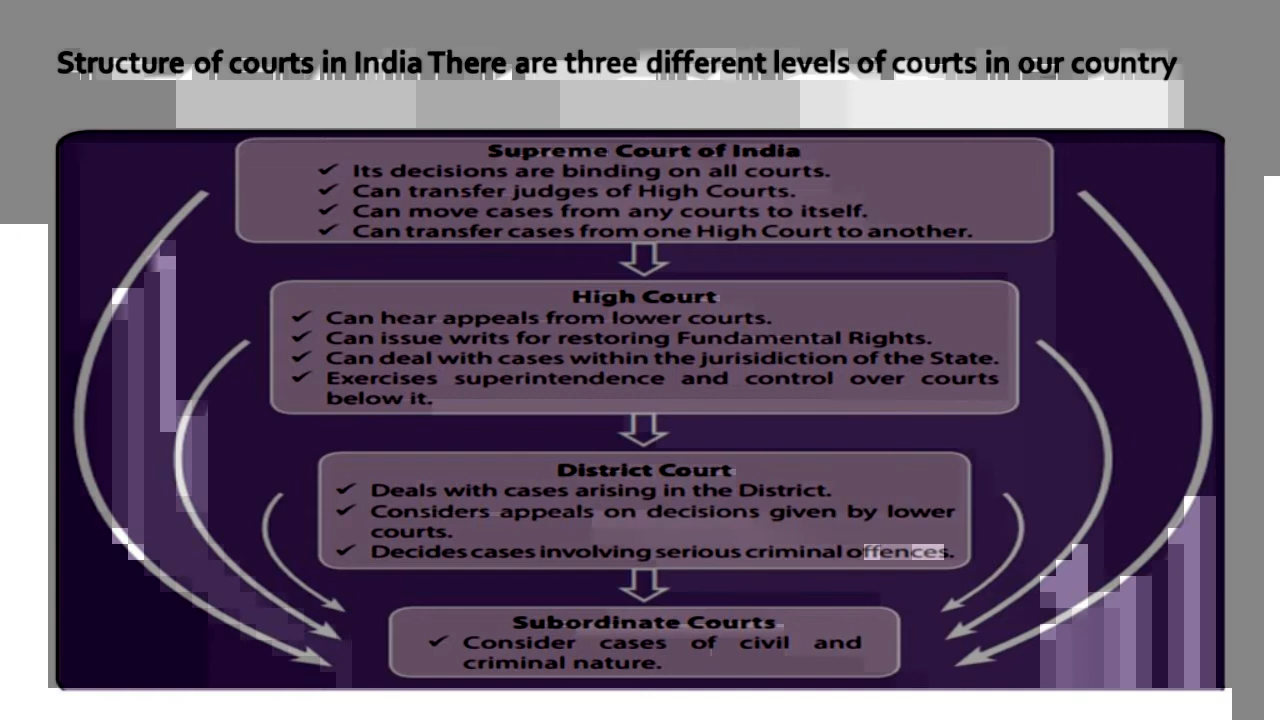 Structure of courts in India There are three different levels of courts in our country
Supreme Court of India
✓ Its decisions are binding on all courts.
✓ Can transfer judges of High Courts.
✓ Can move cases from any courts to itself.
✓ Can transfer cases from one High Court to another.
High Court
✓ Can hear appeals from lower courts.
✓ Can issue writs for restoring Fundamental Rights.
✓ Can deal with cases within the jurisidiction of the State.
✓ Exercises superintendence and control over courts
below it.
District Court
✓ Deals with cases arising in the District.
✓ Considers appeals on decisions given by lower
courts.
✓ Decides cases involving serious criminal offences.
Subordinate Courts
✓ Consider cases of civil and
criminal nature.